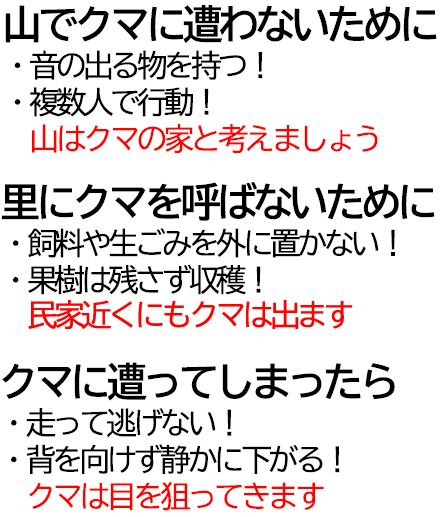 山でクマに遭わないために
・音の出る物を持つ！
・複数人で行動！
山はクマの家と考えましょう
里にクマを呼ばないために
・飼料や生ごみを外に置かない！
・果樹は残さず収穫！
民家近くにもクマは出ます
クマに遭ってしまったら
・走って逃げない！
・背を向けず静かに下がる！
クマは目を狙ってきます